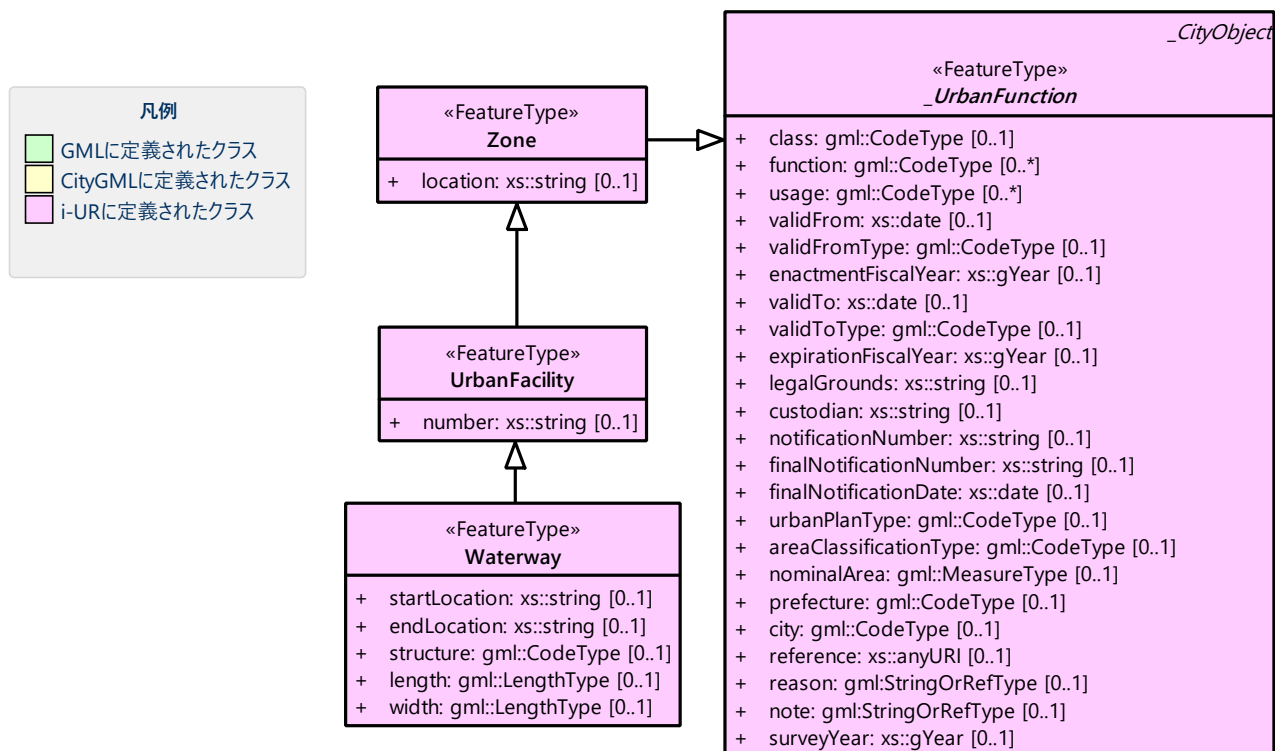 凡例
GMLに定義されたクラス
CityGMLに定義されたクラス
i-URに定義されたクラス
«FeatureType»
Zone
+ location: xs::string [0..1]
«FeatureType»
UrbanFacility
+ number: xs::string [0..1]
«FeatureType»
Waterway
+ startLocation: xs::string [0..1]
+ endLocation: xs::string [0..1]
+ structure: gml::CodeType [0..1]
+ length: gml::LengthType [0..1]
+ width: gml::LengthType [0..1]
_CityObject
«FeatureType»
_UrbanFunction
+ class: gml::CodeType [0..1]
+ function: gml::CodeType [0..*]
+ usage: gml::CodeType [0..*]
+ validFrom: xs::date [0..1]
+ validFromType: gml::CodeType [0..1]
+ enactmentFiscalYear: xs::gYear [0..1]
+ validTo: xs::date [0..1]
+ validToType: gml::CodeType [0..1]
+ expirationFiscalYear: xs::gYear [0..1]
+ legalGrounds: xs::string [0..1]
+ custodian: xs::string [0..1]
+ notificationNumber: xs::string [0..1]
+ finalNotificationNumber: xs::string [0..1]
+ finalNotificationDate: xs::date [0..1]
+ urbanPlanType: gml::CodeType [0..1]
+ areaClassificationType: gml::CodeType [0..1]
+ nominalArea: gml::MeasureType [0..1]
+ prefecture: gml::CodeType [0..1]
+ city: gml::CodeType [0..1]
+ reference: xs::anyURI [0..1]
+ reason: gml:StringOrRefType [0..1]
+ note: gml:StringOrRefType [0..1]
+ surveyYear: xs::gYear [0..1]